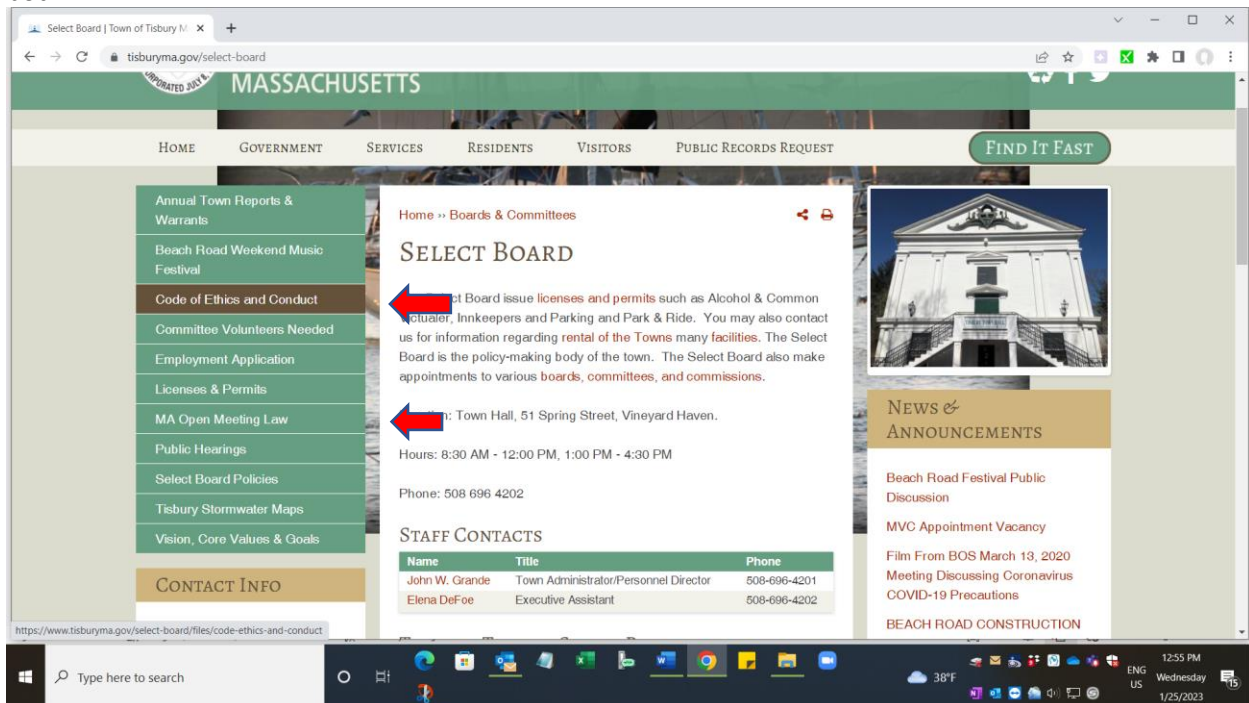 Select Board | Town of Tisbury M
tisburyma.gov/select-board
MASSACHUSETTS
HOME GOVERNMENT SERVICES RESIDENTS VISITORS PUBLIC RECORDS REQUEST FIND IT FAST
Annual Town Reports &
Warrants
Beach Road Weekend Music
Festival
Code of Ethics and Conduct
Committee Volunteers Needed
Employment Application
Licenses & Permits
MA Open Meeting Law
Public Hearings
Select Board Policies
Tisbury Stormwater Maps
Vision, Core Values & Goals
CONTACT INFO
Home ›› Boards & Committees
SELECT BOARD
ct Board issue licenses and permits such as Alcohol & Common
Victualer, Innkeepers and Parking and Park & Ride. You may also contact
us for information regarding rental of the Towns many facilities. The Select
Board is the policy-making body of the town. The Select Board also make
appointments to various boards, committees, and commissions.
: Town Hall, 51 Spring Street, Vineyard Haven.
Hours: 8:30 AM - 12:00 PM, 1:00 PM - 4:30 PM
Phone: 508 696 4202
STAFF CONTACTS
Name Title Phone
John W. Grande Town Administrator/Personnel Director 508-696-4201
Elena DeFoe Executive Assistant 508-696-4202
NEWS &
ANNOUNCEMENTS
Beach Road Festival Public
Discussion
MVC Appointment Vacancy
Film From BOS March 13, 2020
Meeting Discussing Coronavirus
COVID-19 Precautions
BEACH ROAD CONSTRUCTION
https://www.tisburyma.gov/select-board/files/code-ethics-and-conduct
Type here to search
38°F
ENG
US
12:55 PM
Wednesday
1/25/2023
15